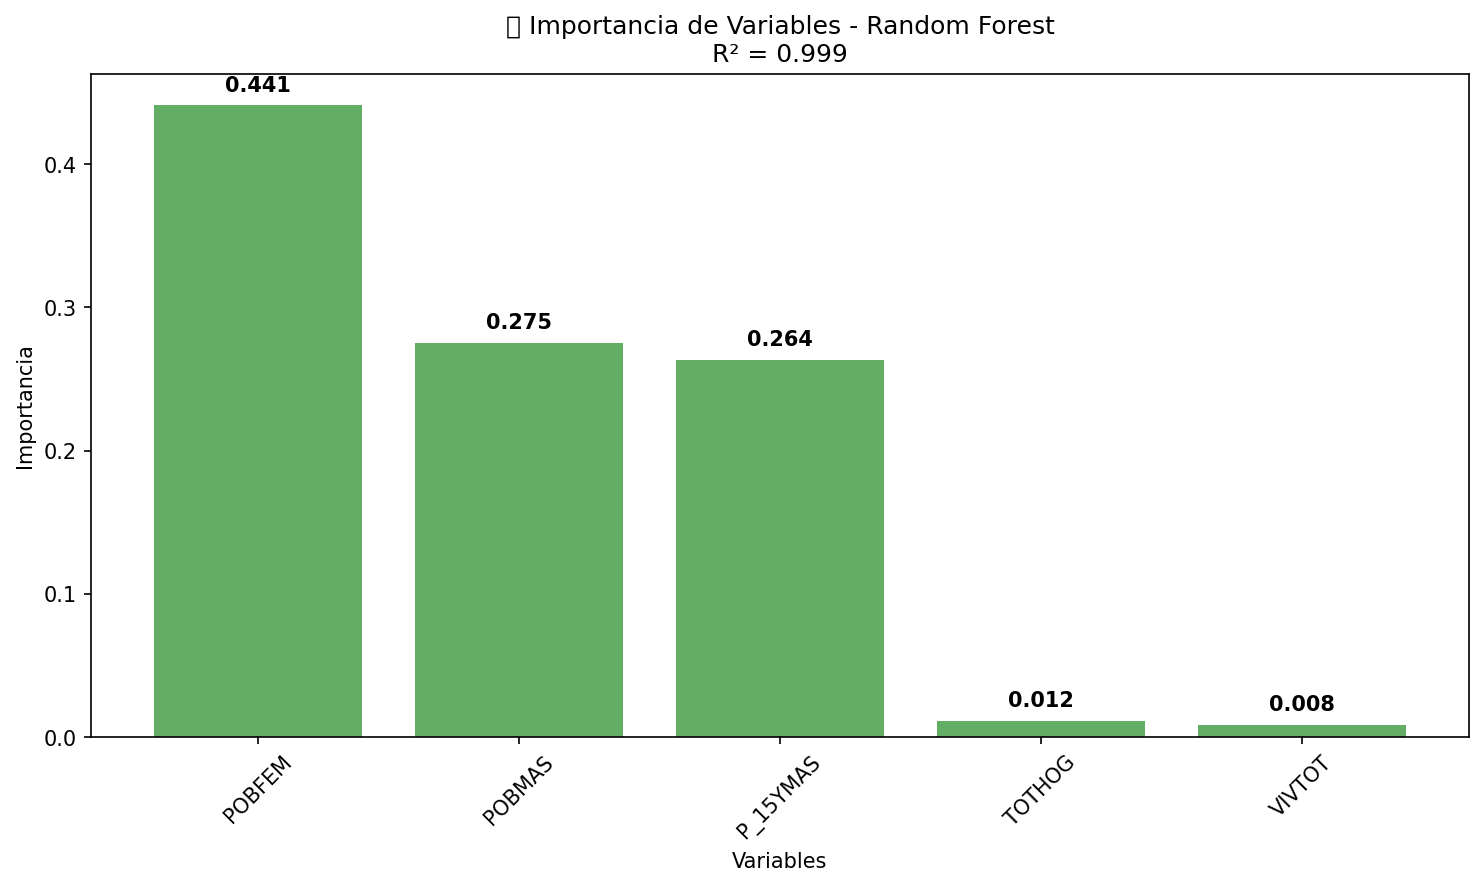 Importancia de Variables - Random Forest
R² = 0.999
0.441
0.275
0.264
0.012
0.008
0.4
0.3
0.2
0.1
0.0
Importancia
POBFEM
POBMAS
P_15YMAS
TOTHOG
VIVTOT
Variables